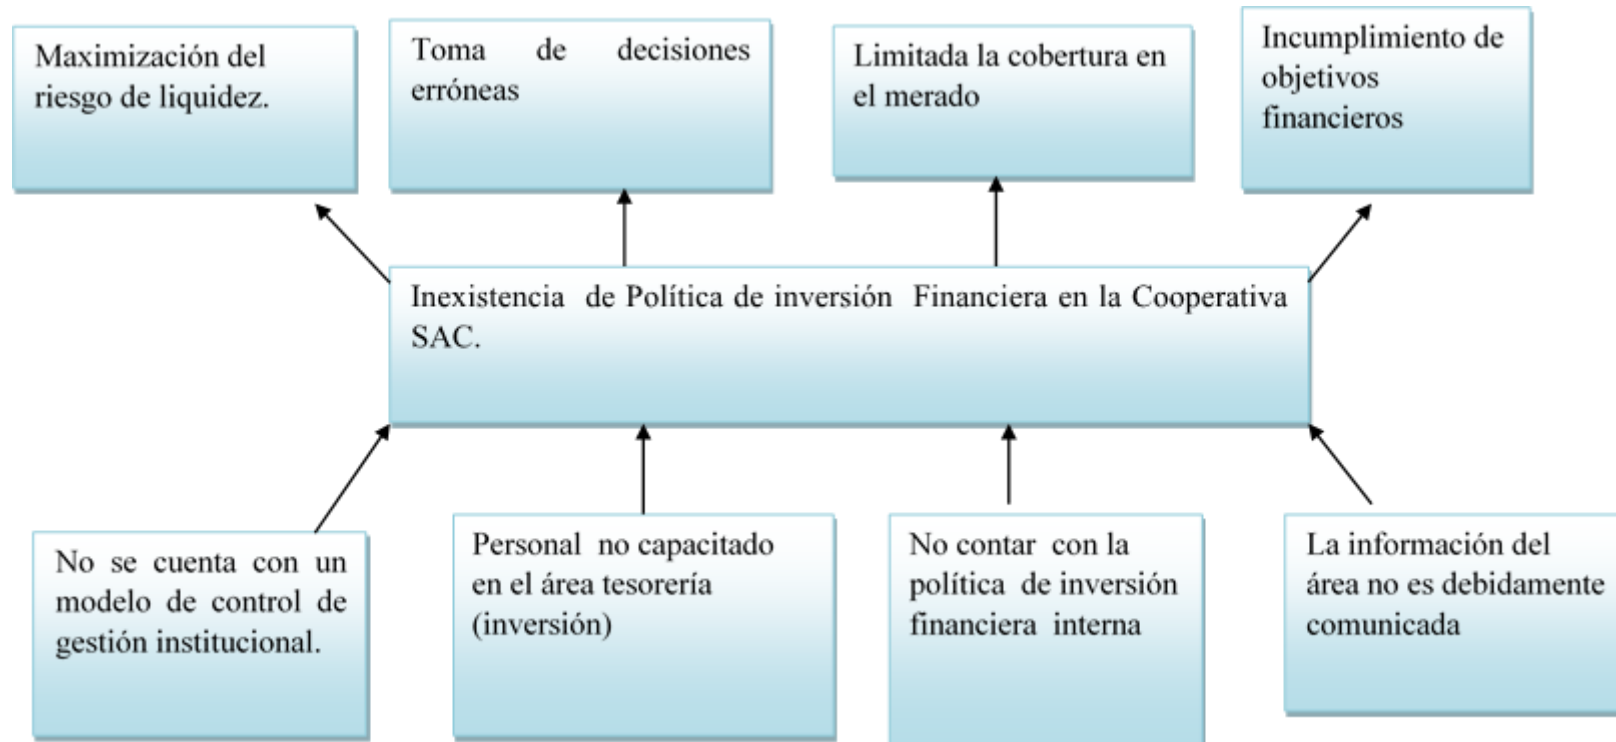 Maximización del
riesgo de liquidez.
Toma de decisiones
erróneas
Limitada la cobertura en
el merado
Incumplimiento de
objetivos
financieros
Inexistencia de Política de inversión Financiera en la Cooperativa
SAC.
No se cuenta con un
modelo de control de
gestión institucional.
Personal no capacitado
en el área tesorería
(inversión)
No contar con la
política de inversión
financiera interna
La información del
área no es debidamente
comunicada